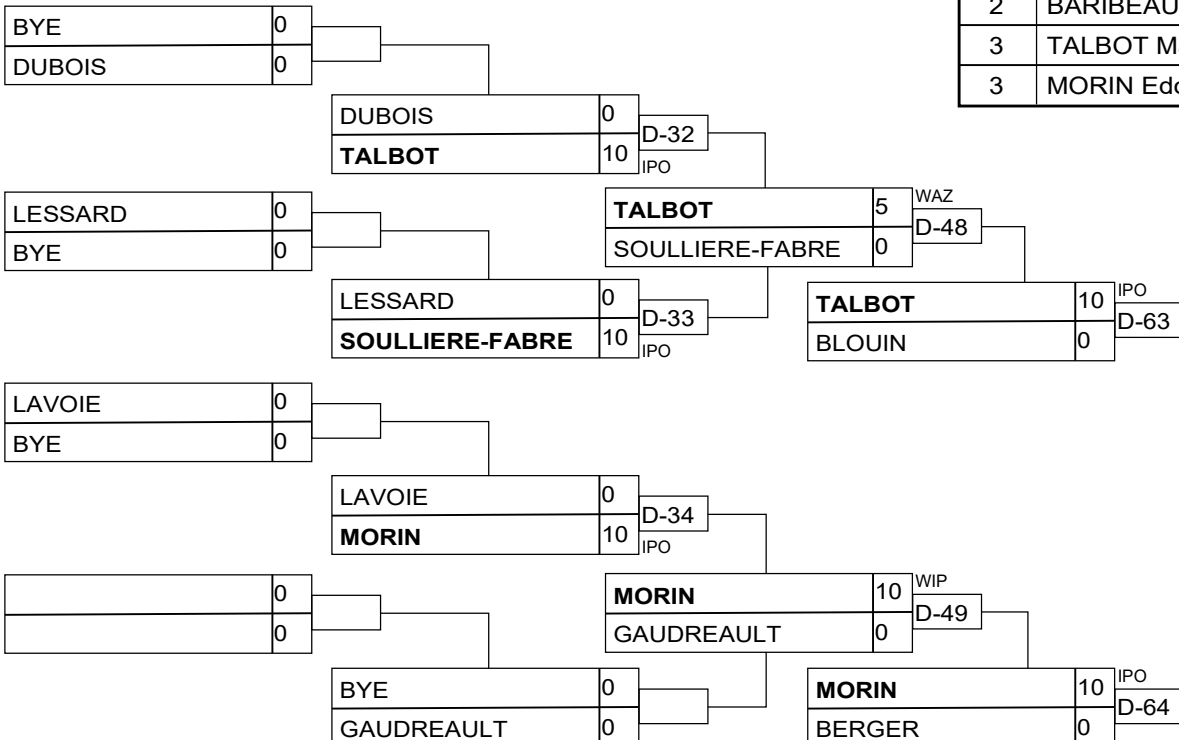 2 BARIBEAU
3 TALBOT
3 MORIN
BYE 0
DUBOIS 0
DUBOIS 0
TALBOT 10
D-32
IPO
LESSARD 0
BYE 0
TALBOT 5 WAZ
SOULLIERE-FABRE 0
D-48
LESSARD 0
SOULLIERE-FABRE 10
D-33
IPO
TALBOT 10 IPO
BLOUIN 0
D-63
LAVOIE 0
BYE 0
LAVOIE 0
MORIN 10
D-34
IPO
0
0
MORIN 10 WIP
GAUDREAULT 0
D-49
BYE 0
GAUDREAULT 0
MORIN 10 IPO
BERGER 0
D-64